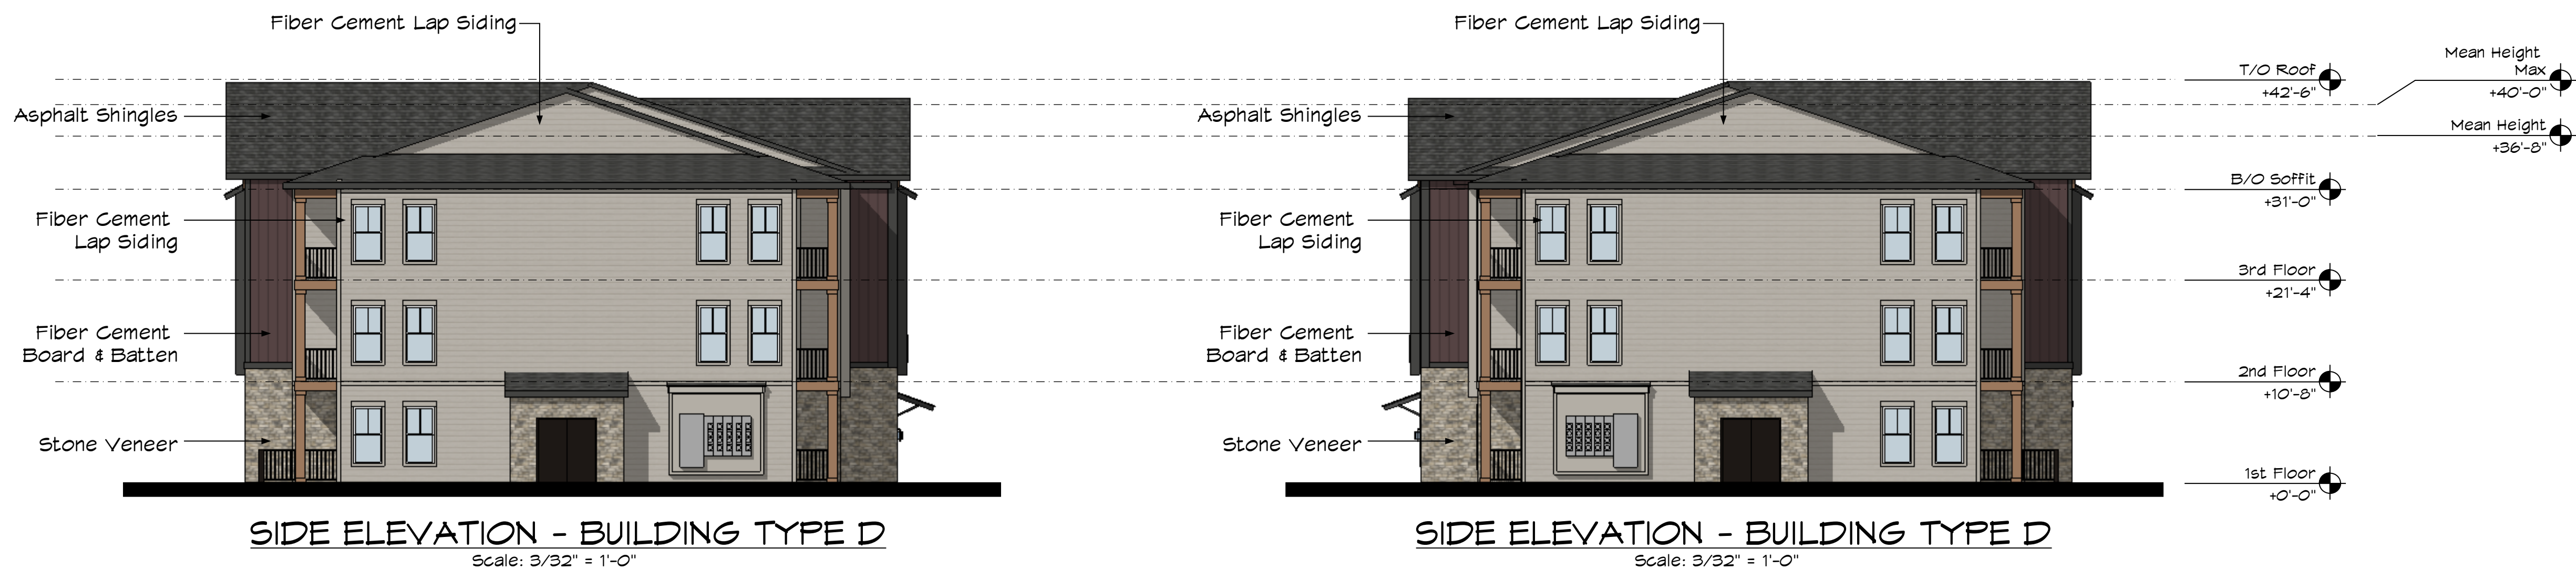 Fiber Cement Lap Siding
Asphalt Shingles
Fiber Cement
Lap Siding
Fiber Cement
Board & Batten
Stone Veneer
SIDE ELEVATION - BUILDING TYPE D
Scale: 3/32" = 1'-0"
Fiber Cement Lap Siding
Asphalt Shingles
Fiber Cement
Lap Siding
Fiber Cement
Board & Batten
Stone Veneer
SIDE ELEVATION - BUILDING TYPE D
Scale: 3/32" = 1'-0"
T/O Roof
+42'-6"
Mean Height
Max
+40'-0"
Mean Height
+36'-8"
B/O Soffit
+31'-0"
3rd Floor
+21'-4"
2nd Floor
+10'-8"
1st Floor
+0'-0"